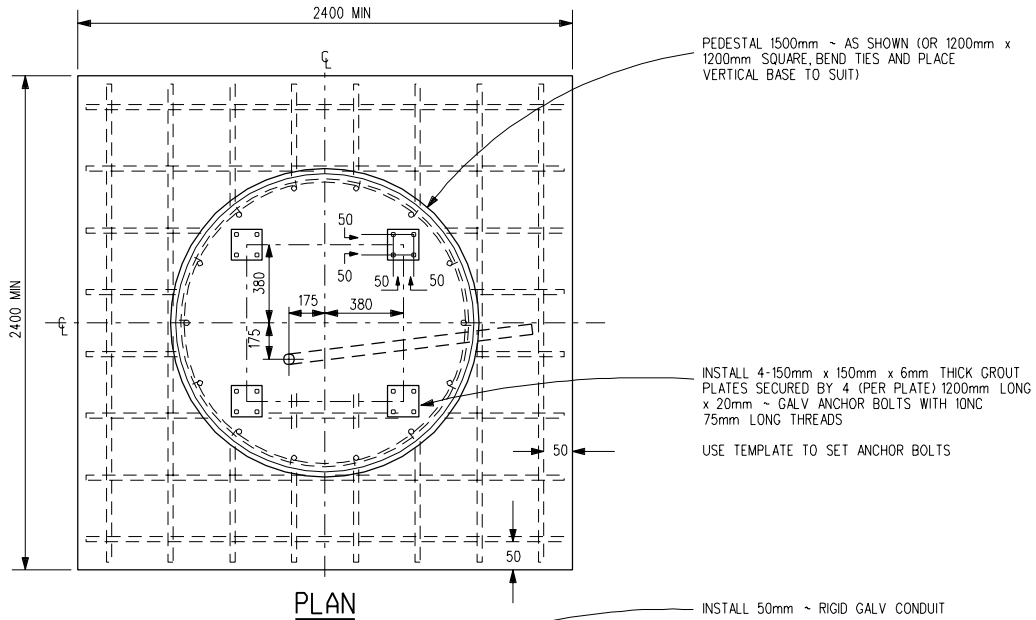 2400 MIN
PEDESTAL 1500mm ~ AS SHOWN (OR 1200mm x
1200mm SQUARE, BEND TIES AND PLACE
VERTICAL BASE TO SUIT)
℄
50
50
50
50
380
175
380
175
℄
2400 MIN
INSTALL 4-150mm x 150mm x 6mm THICK GROUT
PLATES SECURED BY 4 (PER PLATE) 1200mm LONG
x 20mm ~ GALV ANCHOR BOLTS WITH 10NC
75mm LONG THREADS
USE TEMPLATE TO SET ANCHOR BOLTS
50
50
PLAN
INSTALL 50mm ~ RIGID GALV CONDUIT